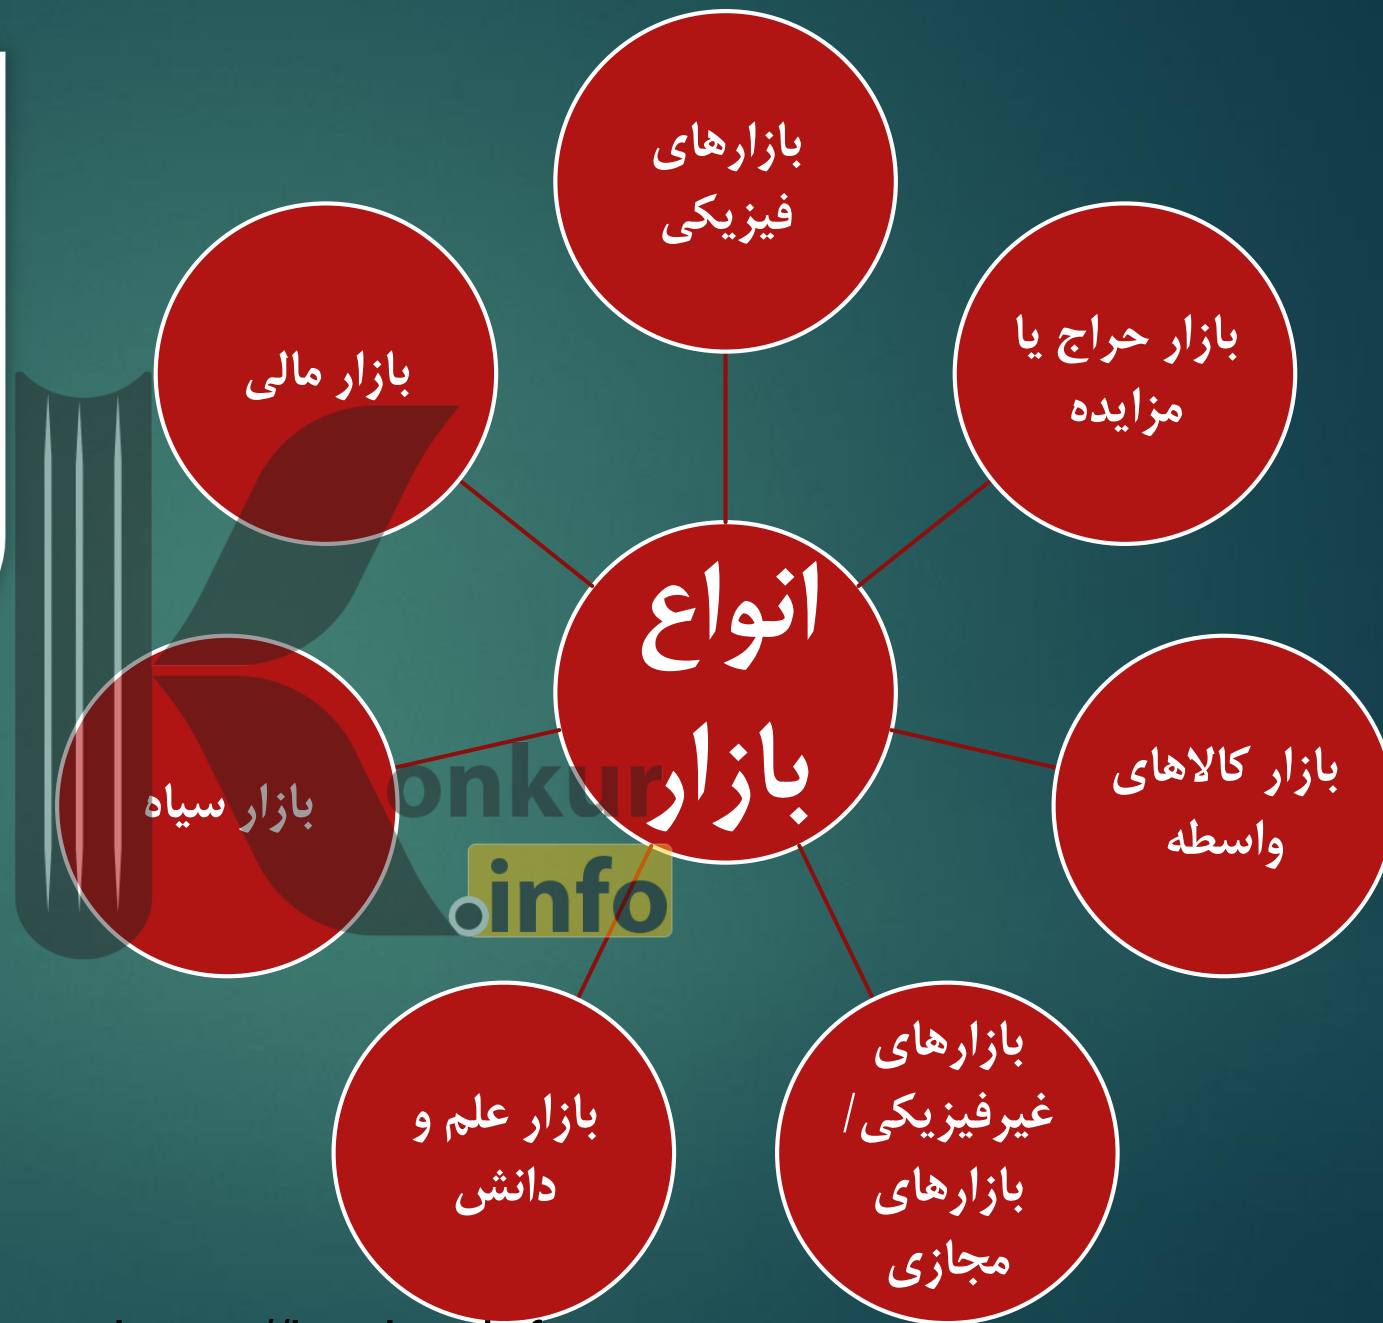 بازارهای
فیزیکی
بازار حراج یا
مزایده
بازار کالاهای
واسطه
بازارهای
غیرفیزیکی/
بازارهای
مجازی
بازار علم و
دانش
بازار سیاه
بازار مالی
انواع
بازار
onkur
.info